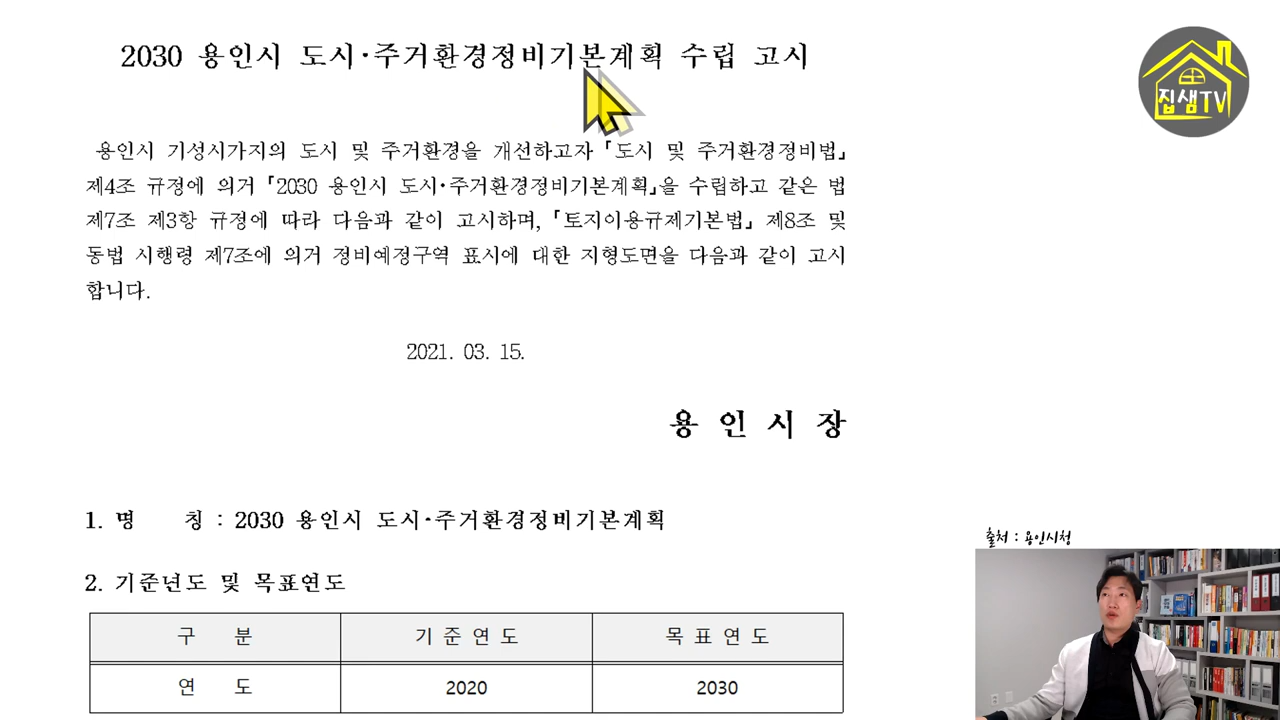 2030 용인시 도시·주거환경정비기본계획 수립 고시
집샘TV
용인시 기성시가지의 도시 및 주거환경을 개선하고자 「도시 및 주거환경정비법」
제4조 규정에 의거 「2030 용인시 도시·주거환경정비기본계획」을 수립하고 같은 법
제7조 제3항 규정에 따라 다음과 같이 고시하며, 「토지이용규제기본법」 제8조 및
동법 시행령 제7조에 의거 정비예정구역 표시에 대한 지형도면을 다음과 같이 고시
합니다.
2021. 03. 15.
용 인 시 장
1. 명 칭 : 2030 용인시 도시·주거환경정비기본계획
2. 기준년도 및 목표연도
구 분 기 준 연 도 목 표 연 도
연 도 2020 2030
출처 : 용인시청